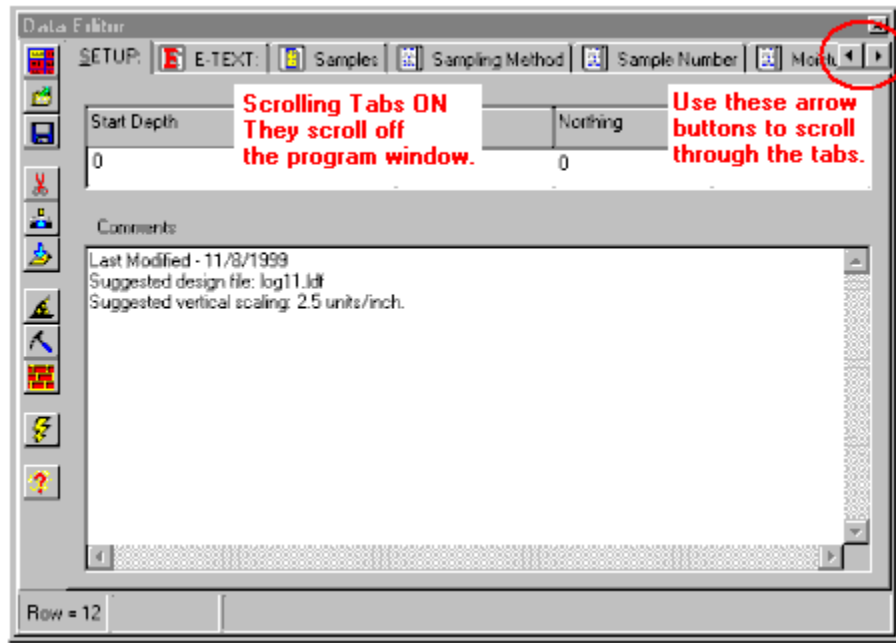 Data Editor
SETUP: E-TEXT: Samples Sampling Method Sample Number
Scrolling Tabs ON
They scroll off
the program window.
Use these arrow
buttons to scroll
through the tabs.
Start Depth Northing
0 0
Comments
Last Modified - 11/8/1999
Suggested design file: log11.ldf
Suggested vertical scaling: 2.5 units/inch.
Row = 12